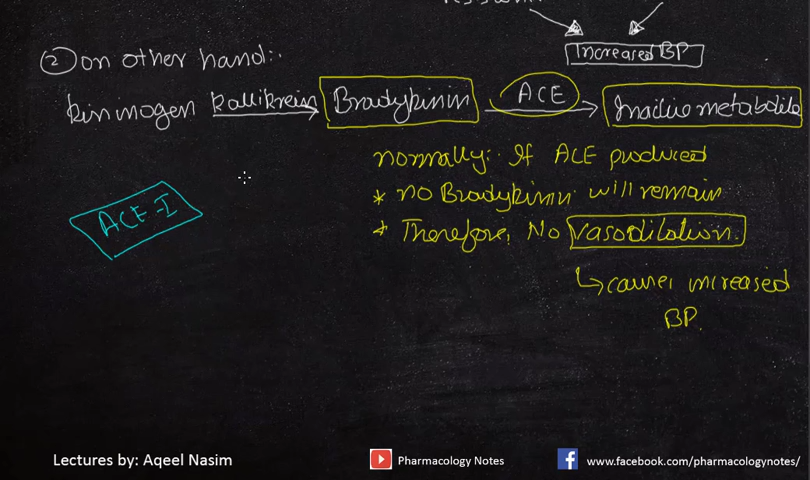 Increased BP
② on other hand:
kininogen kallikrein Bradykinin ACE Inactive metabolite
normally: If ACE produced
* no Bradykinin will remain
* Therefore, No vasodilation.
ACE-I
↳ causes increased
BP.
Lectures by: Aqeel Nasim
Pharmacology Notes
www.facebook.com/pharmacologynotes/